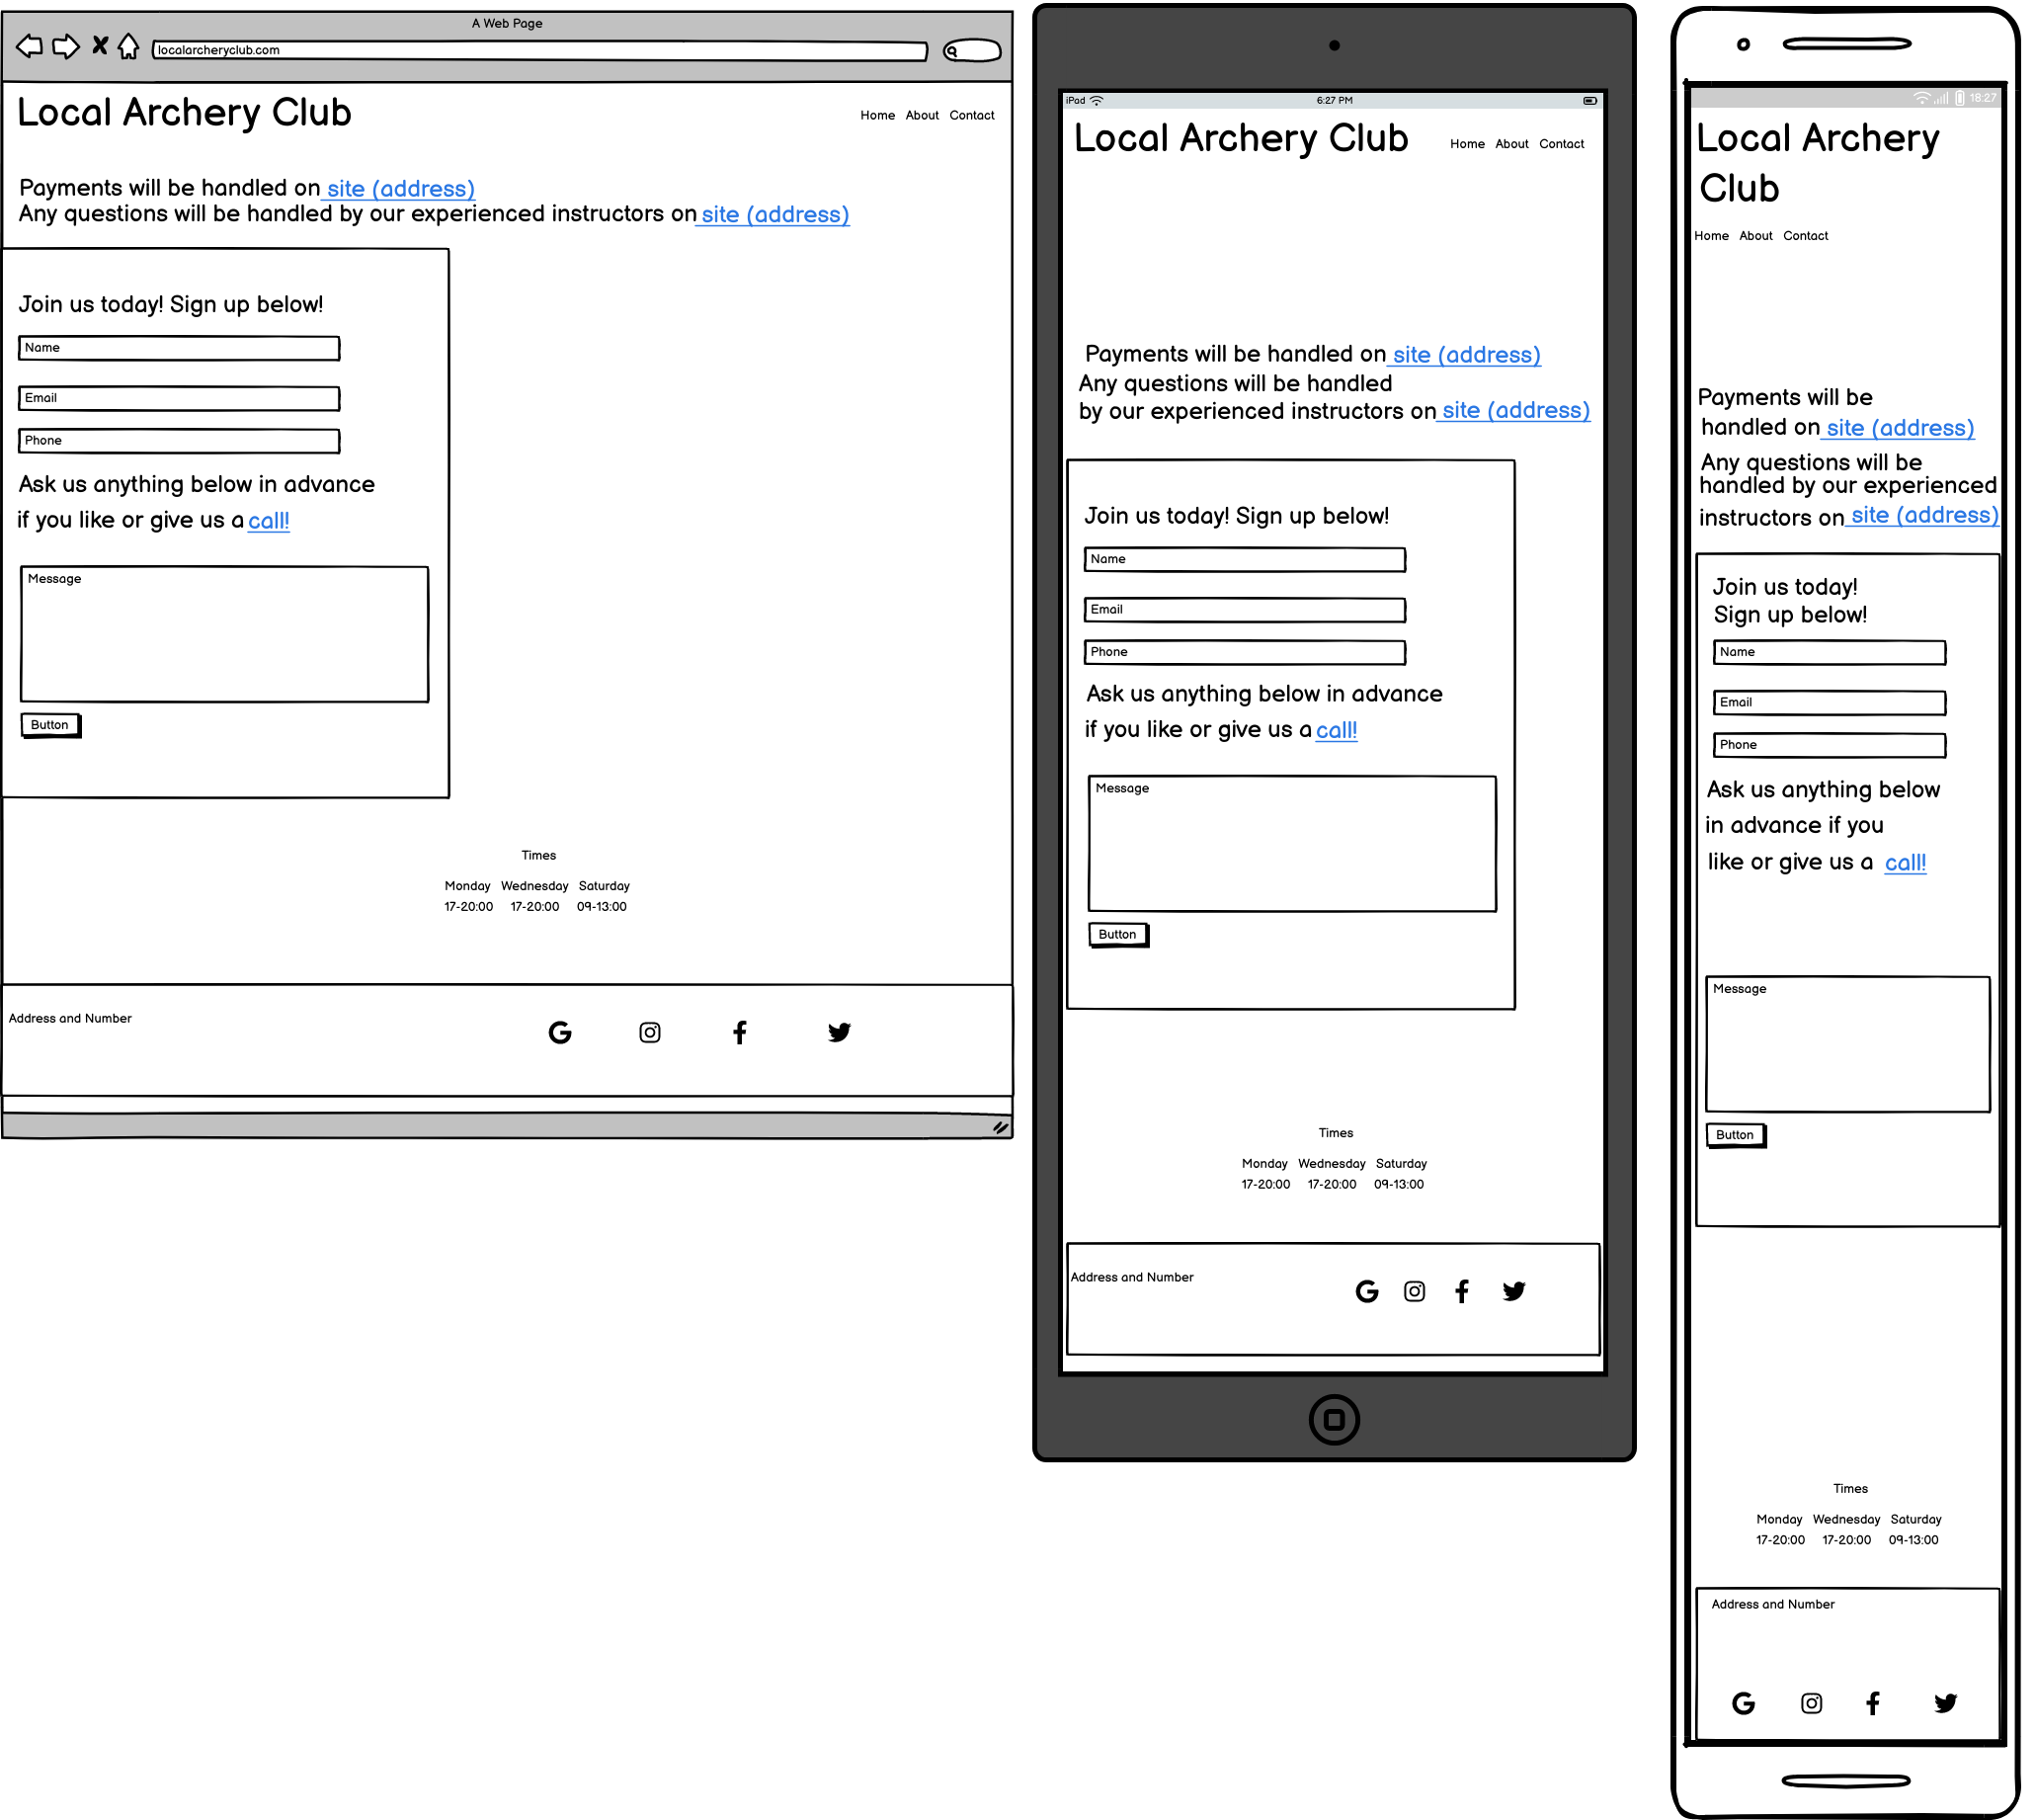 A Web Page
localarcheryclub.com
Local Archery Club
Home About Contact
Payments will be handled on site (address)
Any questions will be handled by our experienced instructors on site (address)
Join us today! Sign up below!
Name
Email
Phone
Ask us anything below in advance
if you like or give us a call!
Message
Button
Times
Monday Wednesday Saturday
17-20:00 17-20:00 09-13:00
Address and Number
iPad 6:27 PM
Local Archery Club
Home About Contact
Payments will be handled on site (address)
Any questions will be handled
by our experienced instructors on site (address)
Join us today! Sign up below!
Name
Email
Phone
Ask us anything below in advance
if you like or give us a call!
Message
Button
Times
Monday Wednesday Saturday
17-20:00 17-20:00 09-13:00
Address and Number
18:27
Local Archery
Club
Home About Contact
Payments will be
handled on site (address)
Any questions will be
handled by our experienced
instructors on site (address)
Join us today!
Sign up below!
Name
Email
Phone
Ask us anything below
in advance if you
like or give us a call!
Message
Button
Times
Monday Wednesday Saturday
17-20:00 17-20:00 09-13:00
Address and Number